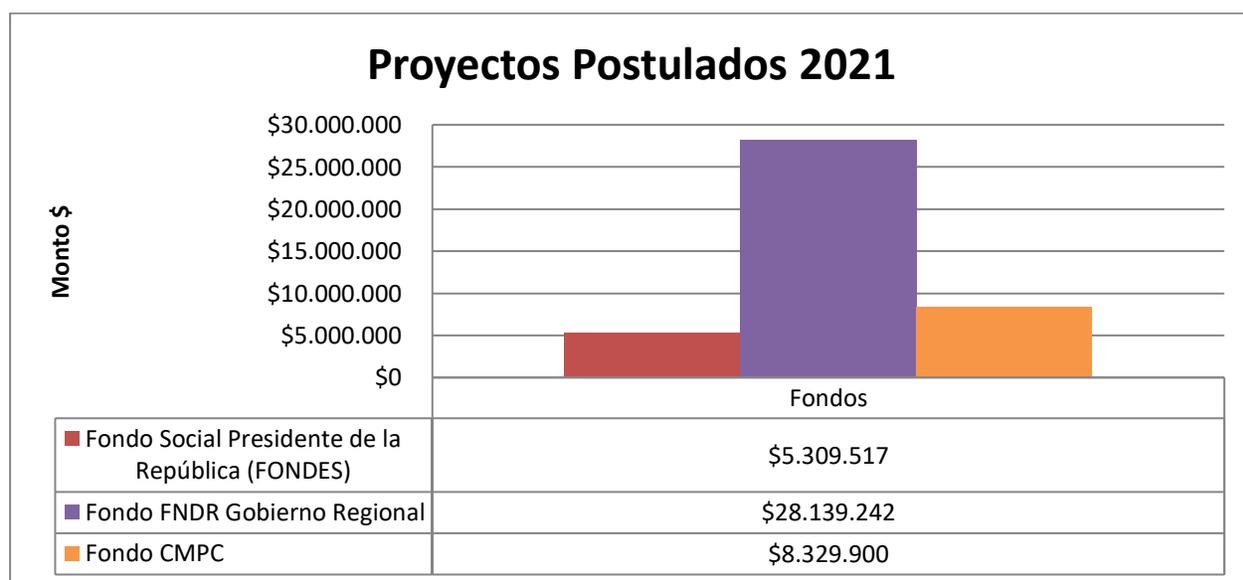 Proyectos Postulados 2021
Monto $
$30.000.000
$25.000.000
$20.000.000
$15.000.000
$10.000.000
$5.000.000
$0
Fondos
Fondo Social Presidente de la
República (FONDES)
$5.309.517
Fondo FNDR Gobierno Regional
$28.139.242
Fondo CMPC
$8.329.900